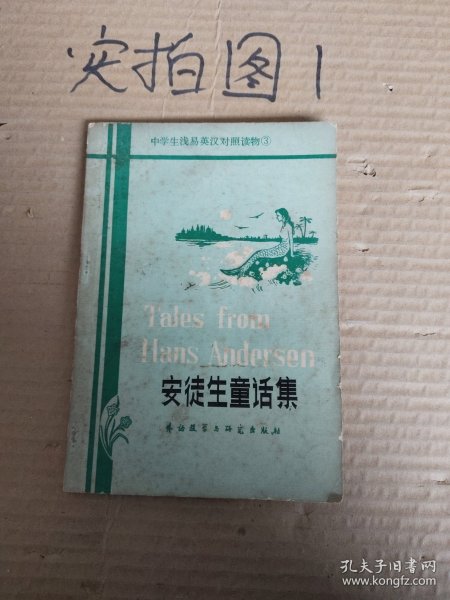 实拍图1
中学生浅易英汉对照读物③
Tales from
Hans Andersen
安徒生童话集
外语教学与研究出版社
孔夫子旧书网
www.kongfz.com